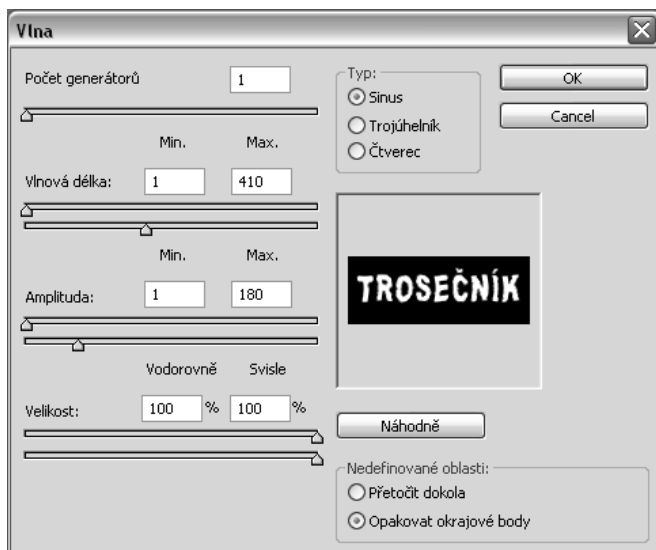 Vlna
Počet generátorů 1
Min. Max.
Vlnová délka: 1 410
Min. Max.
Amplituda: 1 180
Vodorovně Svisle
Velikost: 100 % 100 %
Typ:
Sinus
Trojúhelník
Čtverec
OK
Cancel
TROSEČNÍK
Náhodně
Nedefinované oblasti:
Přetočit dokola
Opakovat okrajové body